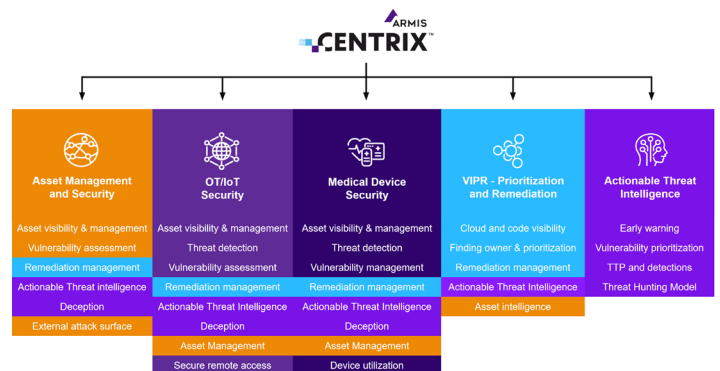 ARMIS
CENTRIX™
Asset Management
and Security
Asset visibility & management
Vulnerability assessment
Remediation management
Actionable Threat intelligence
Deception
External attack surface
OT/IoT
Security
Asset visibility & management
Threat detection
Vulnerability assessment
Remediation management
Actionable Threat Intelligence
Deception
Asset Management
Secure remote access
Medical Device
Security
Asset visibility & management
Threat detection
Vulnerability management
Remediation management
Actionable Threat Intelligence
Deception
Asset Management
Device utilization
VIPR - Prioritization
and Remediation
Cloud and code visibility
Finding owner & prioritization
Remediation management
Actionable Threat Intelligence
Asset intelligence
Actionable Threat
Intelligence
Early warning
Vulnerability prioritization
TTP and detections
Threat Hunting Model